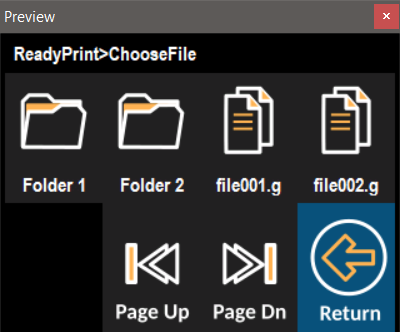 Preview
ReadyPrint>ChooseFile
Folder 1 Folder 2 file001.g file002.g
Page Up Page Dn Return